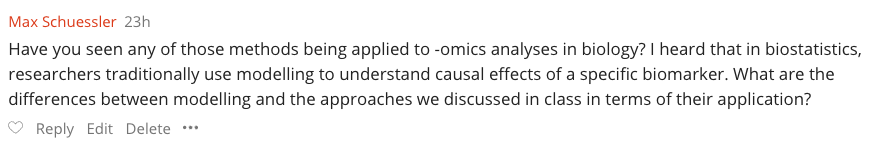 Max Schuessler 23h
Have you seen any of those methods being applied to -omics analyses in biology? I heard that in biostatistics,
researchers traditionally use modelling to understand causal effects of a specific biomarker. What are the
differences between modelling and the approaches we discussed in class in terms of their application?
Reply Edit Delete •••